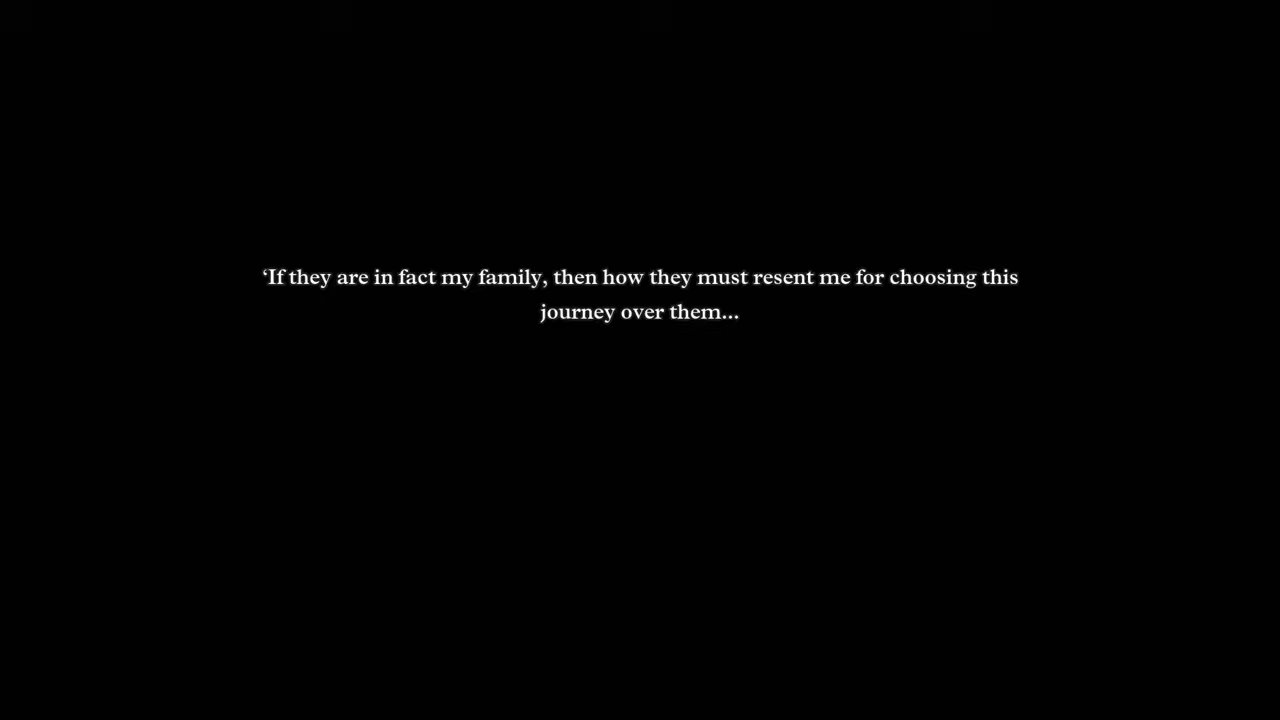 ‘If they are in fact my family, then how they must resent me for choosing this
journey over them...